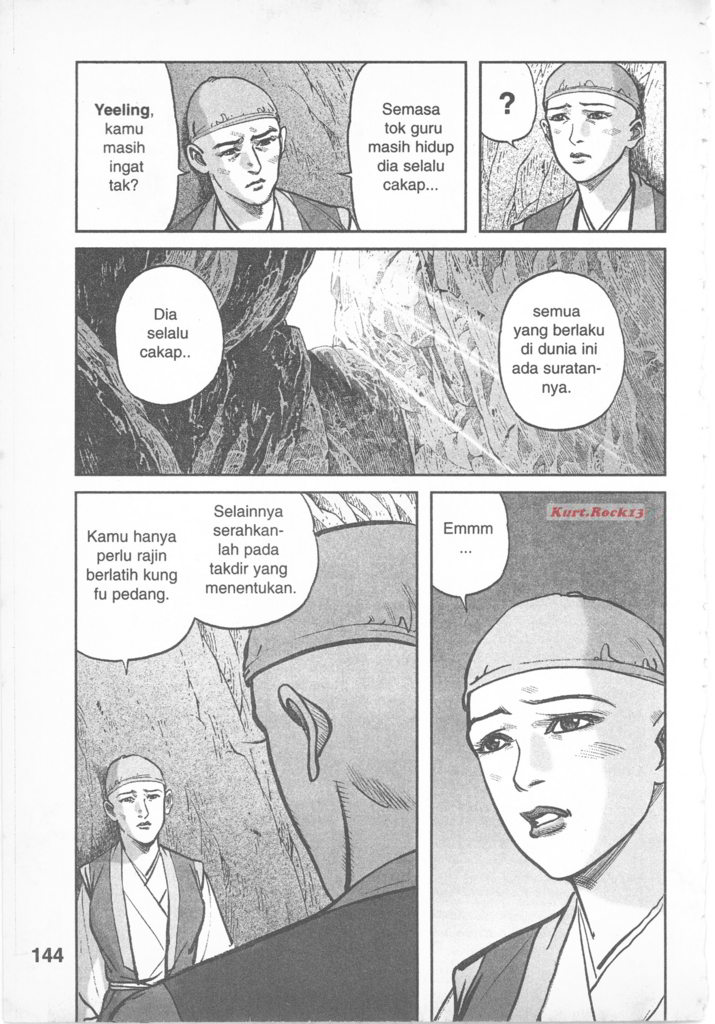 Yeeling,
kamu
masih
ingat
tak?
Semasa
tok guru
masih hidup
dia selalu
cakap...
?
Dia
selalu
cakap..
semua
yang berlaku
di dunia ini
ada suratan-
nya.
Kamu hanya
perlu rajin
berlatih kung
fu pedang.
Selainnya
serahkan-
lah pada
takdir yang
menentukan.
Kurt.Rock13
Emmm
...
144